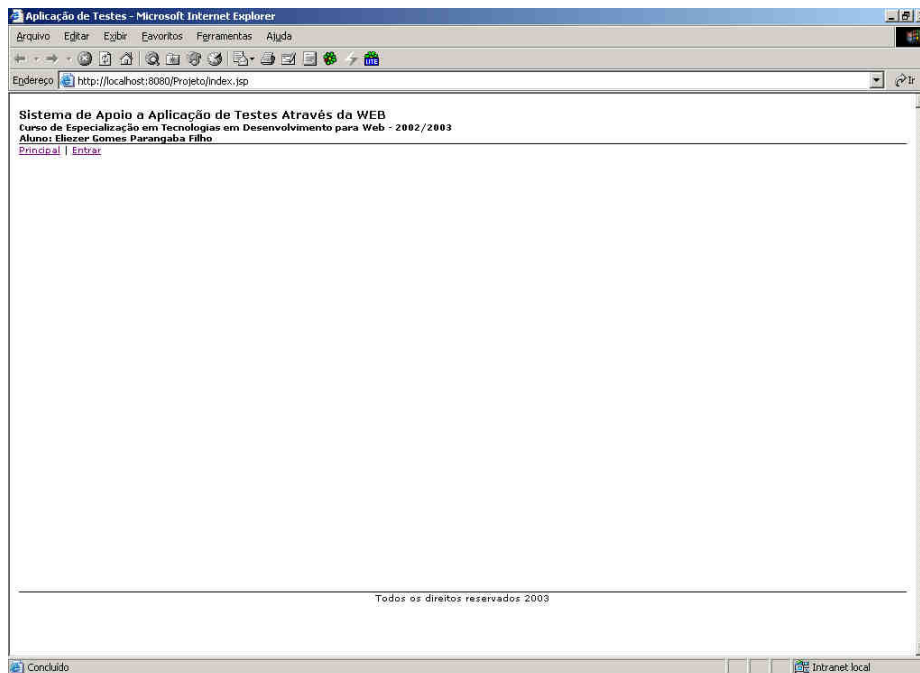 Aplicação de Testes - Microsoft Internet Explorer
Arquivo Editar Exibir Favoritos Ferramentas Ajuda
LITE
Endereço http://localhost:8080/Projeto/index.jsp Ir
Sistema de Apoio a Aplicação de Testes Através da WEB
Curso de Especialização em Tecnologias em Desenvolvimento para Web - 2002/2003
Aluno: Eliezer Gomes Parangaba Filho
Principal | Entrar
Todos os direitos reservados 2003
Concluído Intranet local